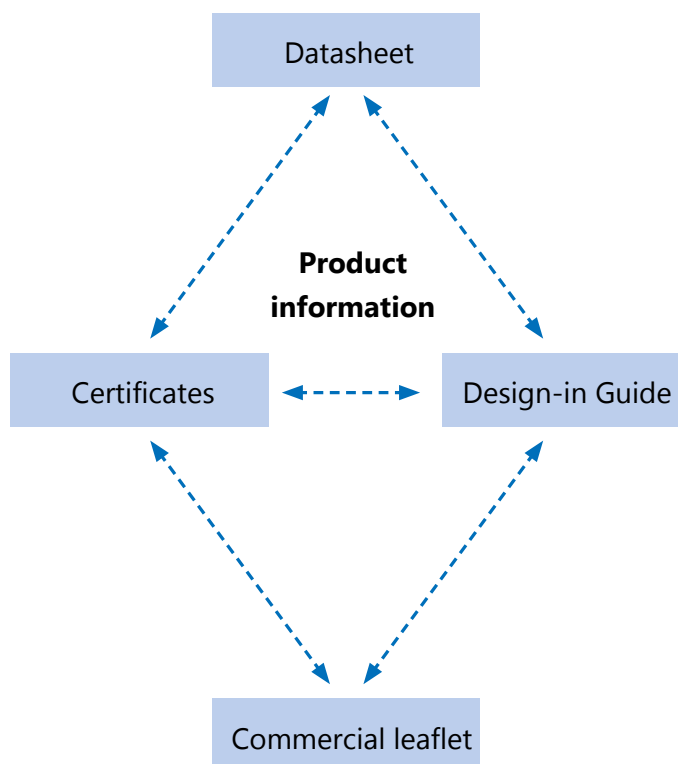 Datasheet
Product
information
Certificates
Design-in Guide
Commercial leaflet